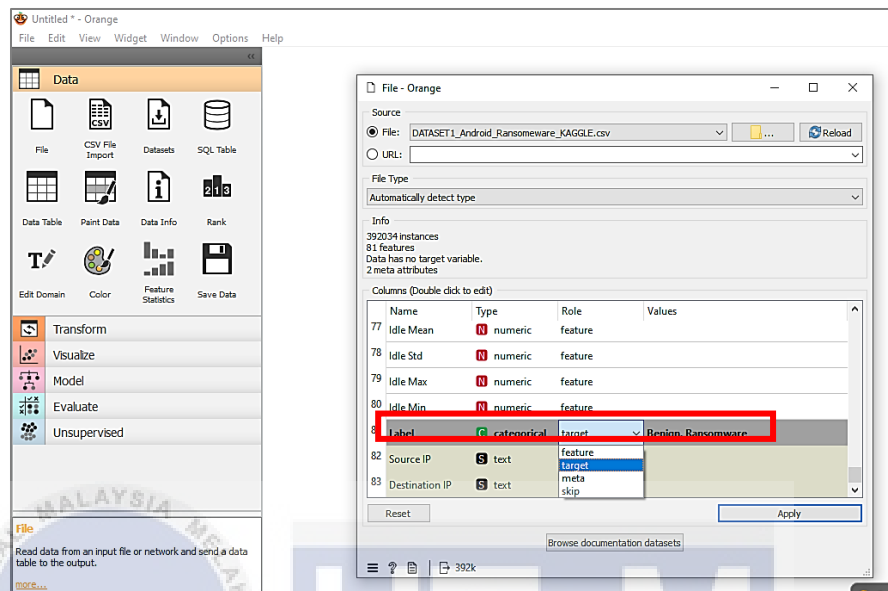 Untitled * - Orange
File Edit View Widget Window Options Help
Data
File
CSV File Import
Datasets
SQL Table
Data Table
Paint Data
Data Info
Rank
Edit Domain
Color
Feature Statistics
Save Data
Transform
Visualize
Model
Evaluate
Unsupervised
File
Read data from an input file or network and send a data
table to the output.
more...
File - Orange
Source
File: DATASET1_Android_Ransomeware_KAGGLE.csv ... Reload
URL:
File Type
Automatically detect type
Info
392034 instances
81 features
Data has no target variable.
2 meta attributes
Columns (Double click to edit)
Name Type Role Values
77 Idle Mean N numeric feature
78 Idle Std N numeric feature
79 Idle Max N numeric feature
80 Idle Min N numeric feature
8 Label C categorical target Benign, Ransomware
82 Source IP S text
83 Destination IP S text
feature
target
meta
skip
Reset Apply
Browse documentation datasets
392k
MALAYSIA